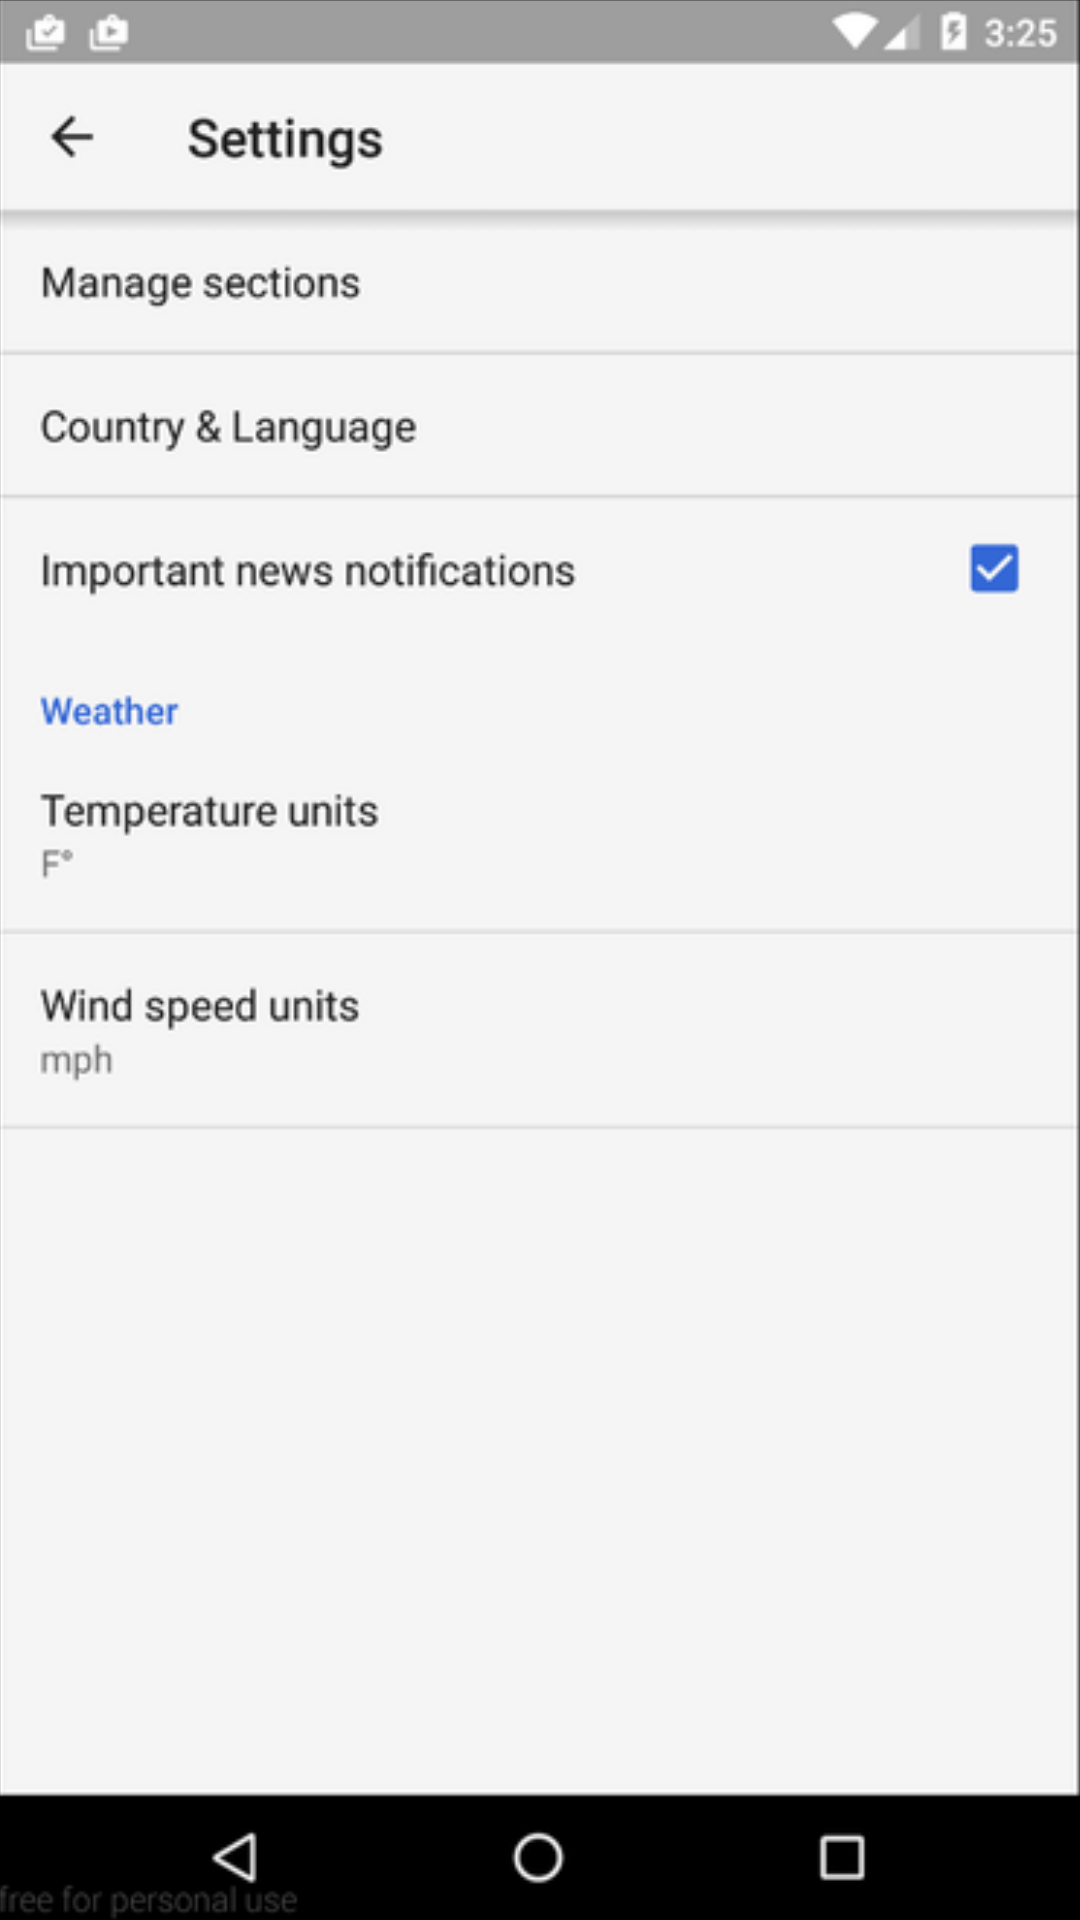 3:25
Settings
Manage sections
Country & Language
Important news notifications
Weather
Temperature units
F°
Wind speed units
mph
free for personal use